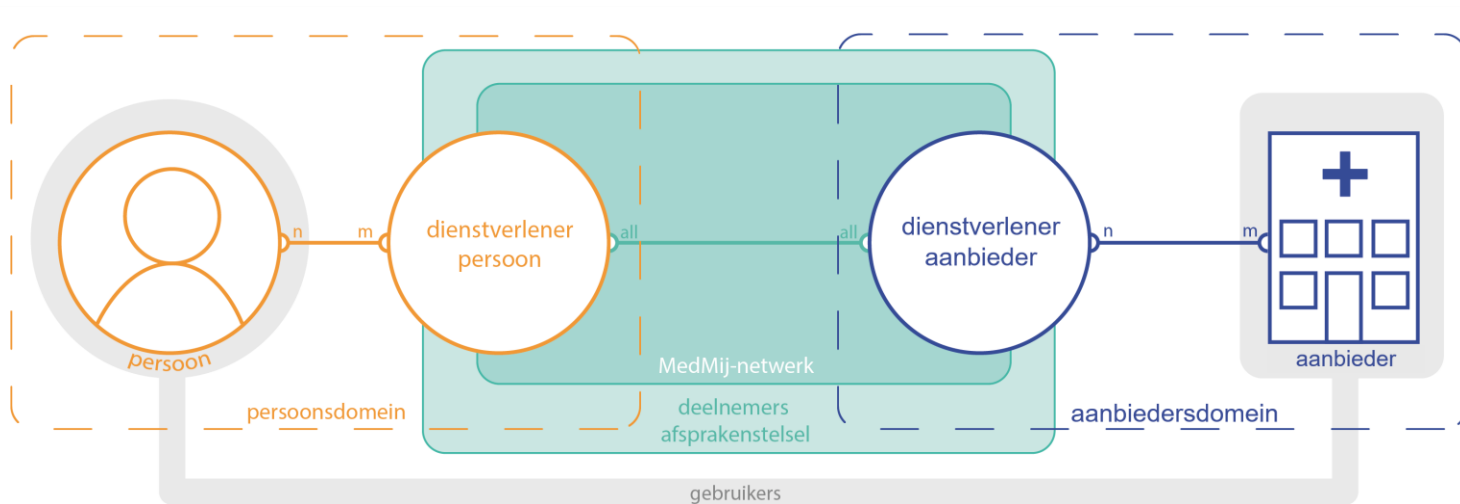 n
m
dienstverlener
persoon
all
all
dienstverlener
aanbieder
n
m
persoon
aanbieder
MedMij-netwerk
persoonsdomein
deelnemers
afsprakenstelsel
aanbiedersdomein
gebruikers